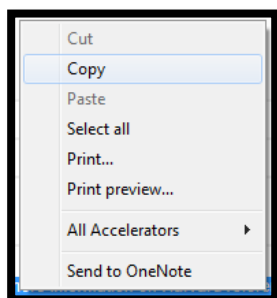 Cut
Copy
Paste
Select all
Print...
Print preview...
All Accelerators
Send to OneNote